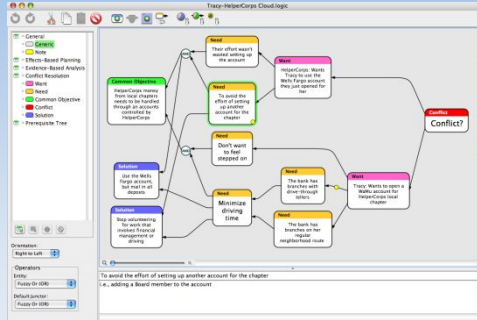 Tracy-HelperCorps Cloud.logic
General
Generic
Note
Effects-Based Planning
Evidence-Based Analysis
Conflict Resolution
Want
Need
Common Objective
Conflict
Solution
Prerequisite Tree
Orientation:
Right to Left
Operators
Entity:
Fuzzy Or (OR)
Default Junctor:
Fuzzy Or (OR)
Need
Their effort wasn't
wasted setting up
the account
AND
Want
HelperCorps: Wants
Tracy to use the
Wells Fargo
account they just
opened for
her
Common Objective
HelperCorps money
from local chapters
needs to be handled
through an accounts
controlled by
HelperCorps
Need
To avoid the
effort of setting
up another
account for the
chapter
Conflict
Conflict?
Need
Don't want
to feel
stepped on
AND
Solution
Use the Wells
Fargo account,
but mail in all
deposits
Need
The bank has
branches with
drive-through
tellers
Want
Tracy: Wants to open a
WaMu account for
HelperCorps local
chapter
Need
Minimize
driving
time
Solution
Stop volunteering
for work that
involves financial
management or
driving
Need
The bank has
branches on her
regular
neighborhood route
To avoid the effort of setting up another account for the chapter
i.e., adding a Board member to the account